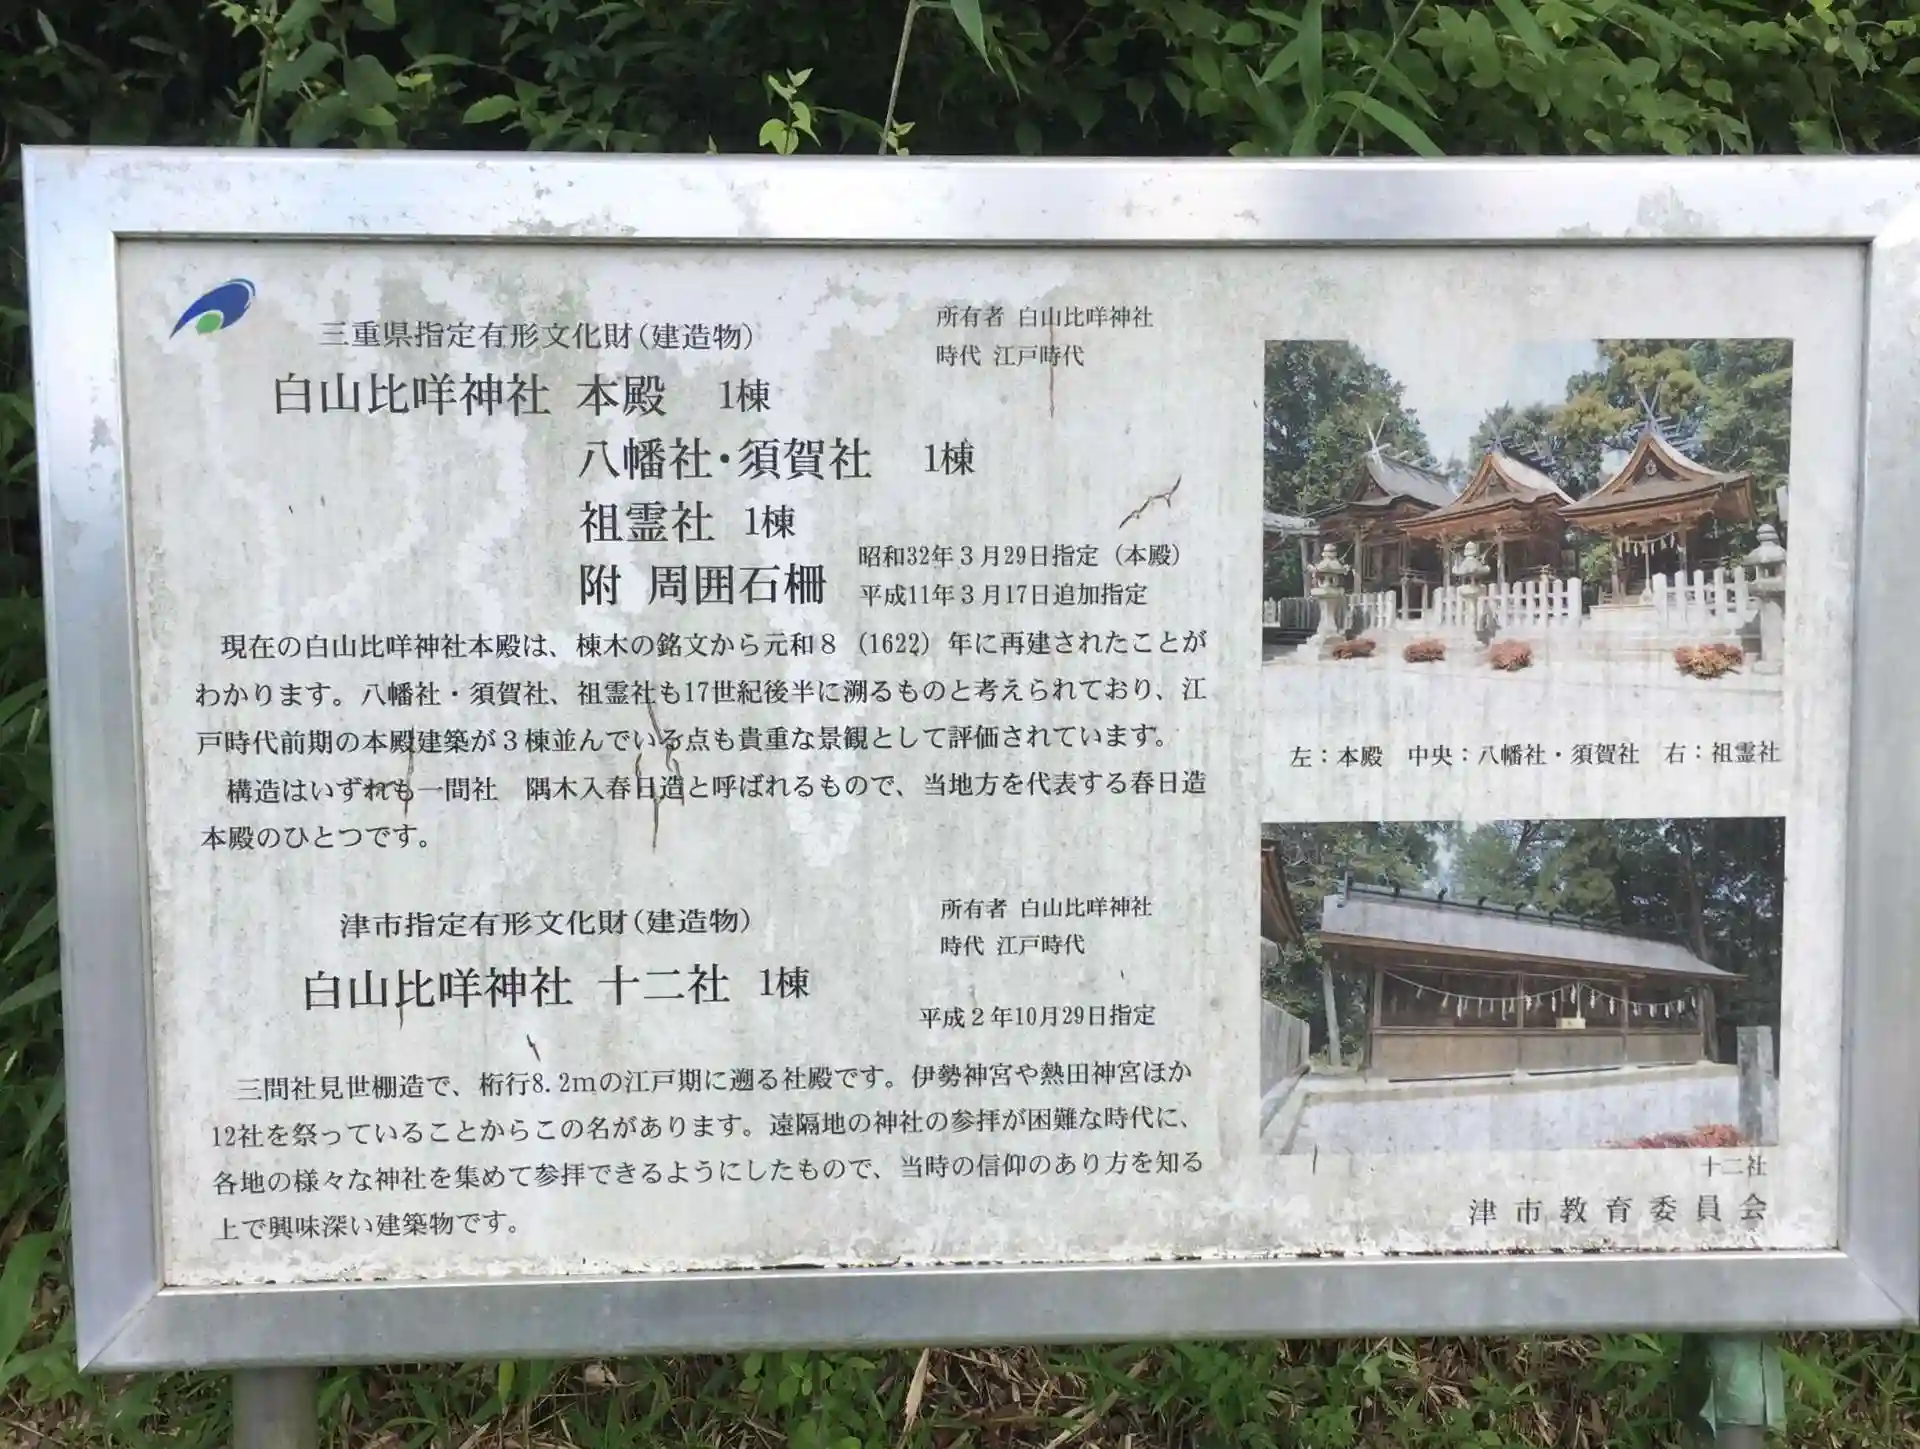 三重県指定有形文化財(建造物)
所有者 白山比咩神社
時代 江戸時代
白山比咩神社 本殿 1棟
八幡社・須賀社 1棟
祖霊社 1棟
附 周囲石柵
昭和32年3月29日指定（本殿）
平成11年3月17日追加指定
現在の白山比咩神社本殿は、棟木の銘文から元和8（1622）年に再建されたことが
わかります。八幡社・須賀社、祖霊社も17世紀後半に溯るものと考えられており、江
戸時代前期の本殿建築が3棟並んでいる点も貴重な景観として評価されています。
構造はいずれも一間社　隅木入春日造と呼ばれるもので、当地方を代表する春日造
本殿のひとつです。
左：本殿　中央：八幡社・須賀社　右：祖霊社
津市指定有形文化財(建造物)
所有者 白山比咩神社
時代 江戸時代
白山比咩神社 十二社 1棟
平成2年10月29日指定
三間社見世棚造で、桁行8.2mの江戸期に遡る社殿です。伊勢神宮や熱田神宮ほか
12社を祭っていることからこの名があります。遠隔地の神社の参拝が困難な時代に、
各地の様々な神社を集めて参拝できるようにしたもので、当時の信仰のあり方を知る
上で興味深い建築物です。
十二社
津市教育委員会